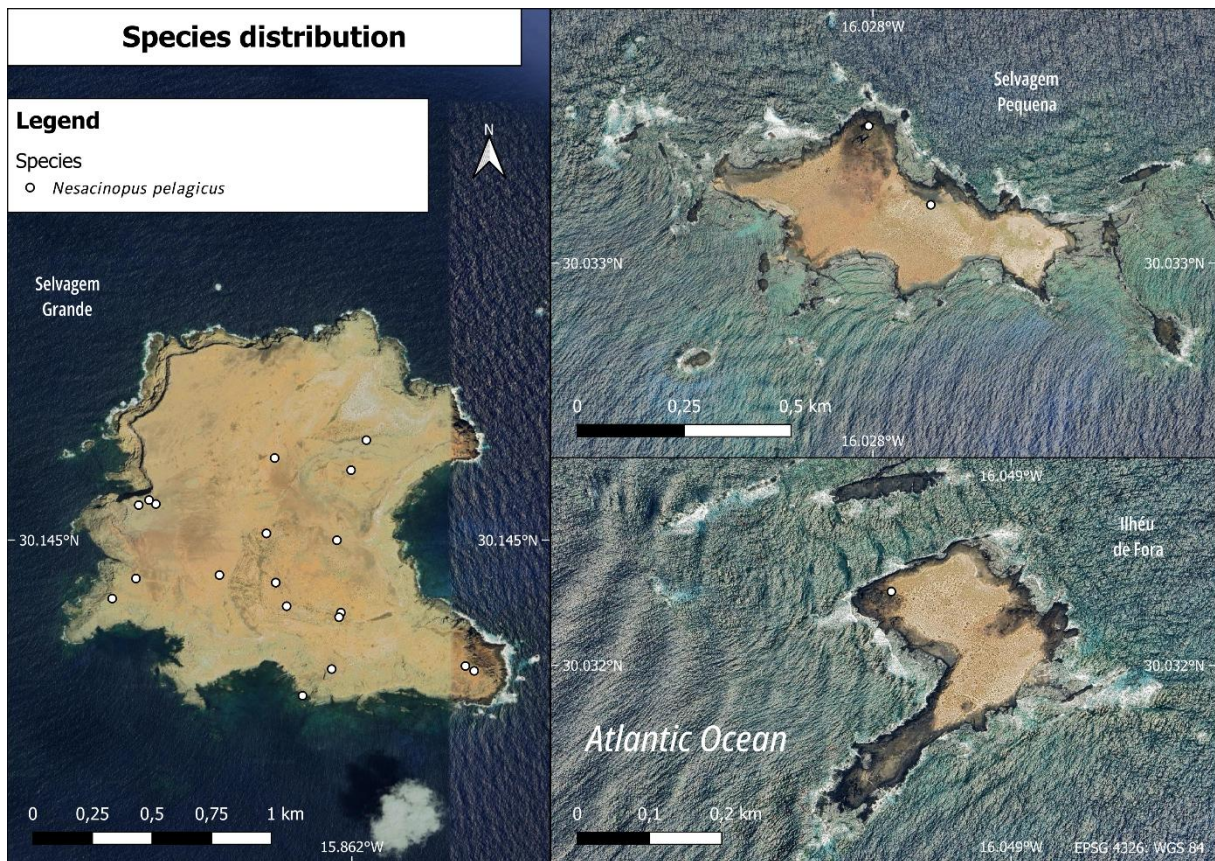 Species distribution
Legend
Species
Nesacinopus pelagicus
N
Selvagem
Grande
30.145°N
30.145°N
0 0,25 0,5 0,75 1 km
15.862°W
16.028°W
Selvagem
Pequena
30.033°N
30.033°N
0 0,25 0,5 km
16.028°W
16.049°W
Ilhéu
de Fora
30.032°N
30.032°N
Atlantic Ocean
0 0,1 0,2 km
16.049°W
EPSG 4326: WGS 84